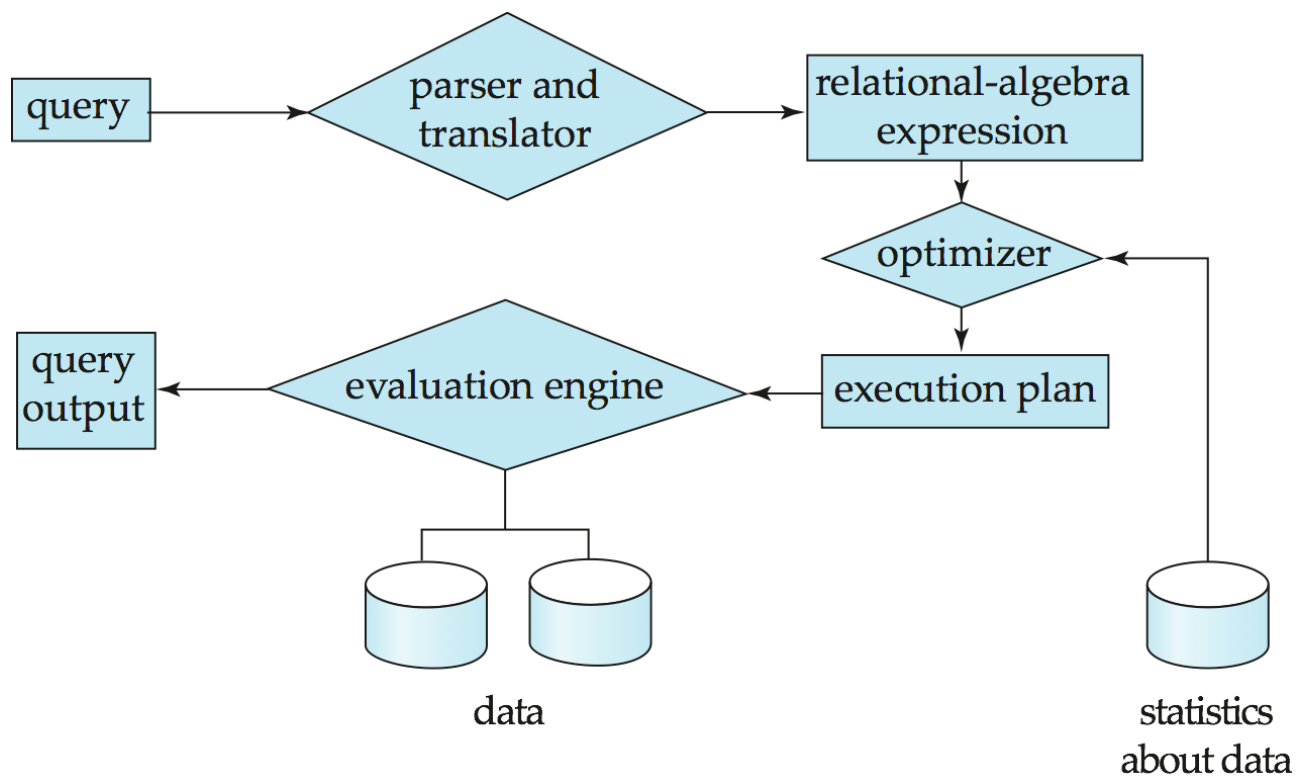 query
parser and
translator
relational-algebra
expression
optimizer
execution plan
evaluation engine
query
output
data
statistics
about data